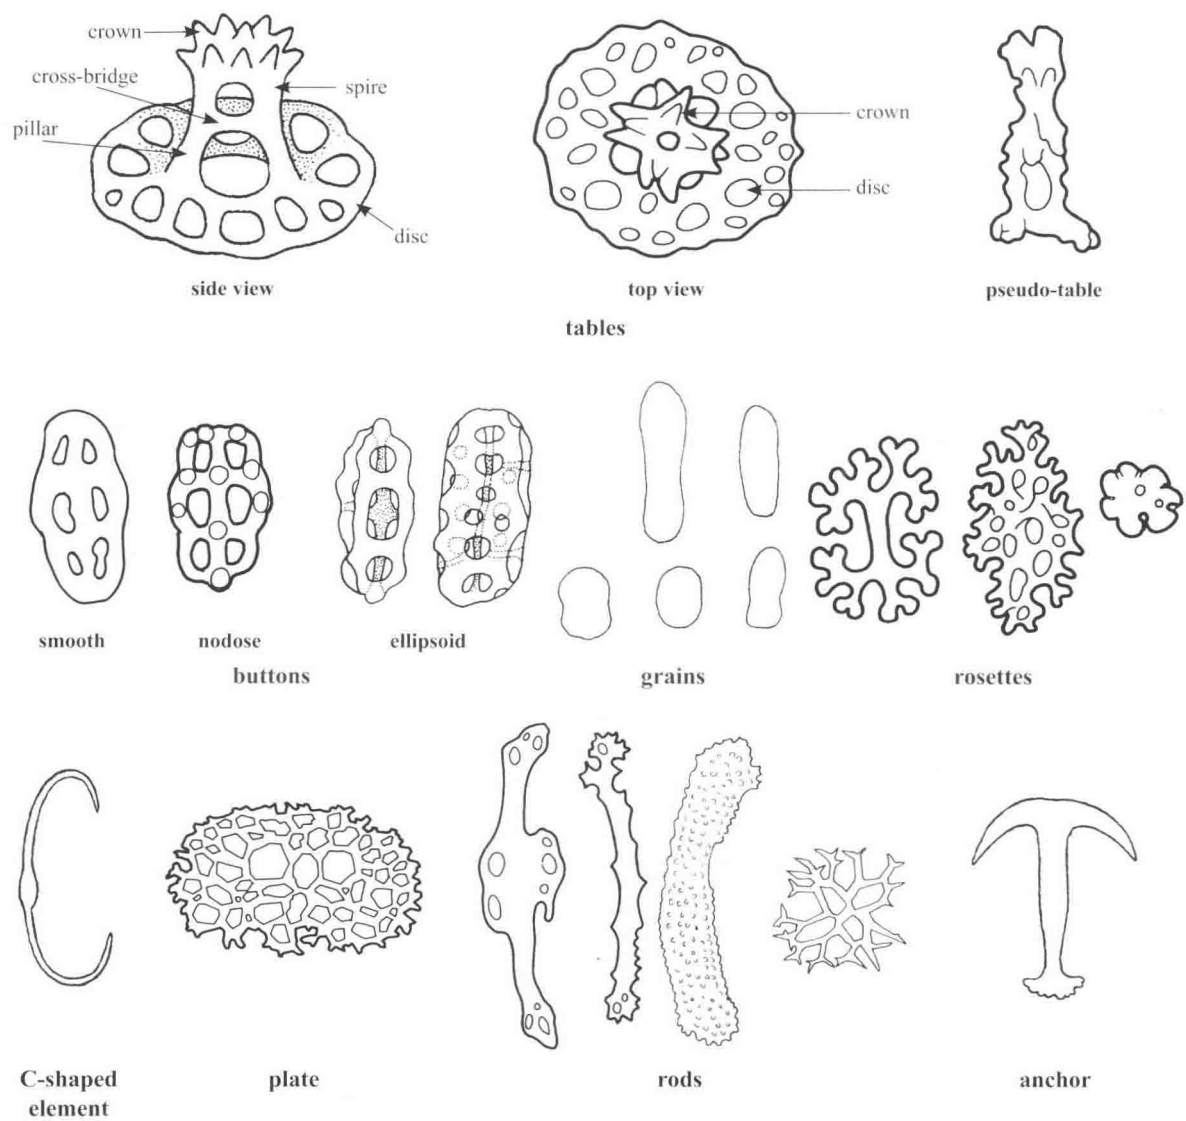 crown
cross-bridge
spire
pillar
disc
crown
disc
side view
top view
pseudo-table
tables
smooth
nodose
ellipsoid
buttons
grains
rosettes
C-shaped
element
plate
rods
anchor